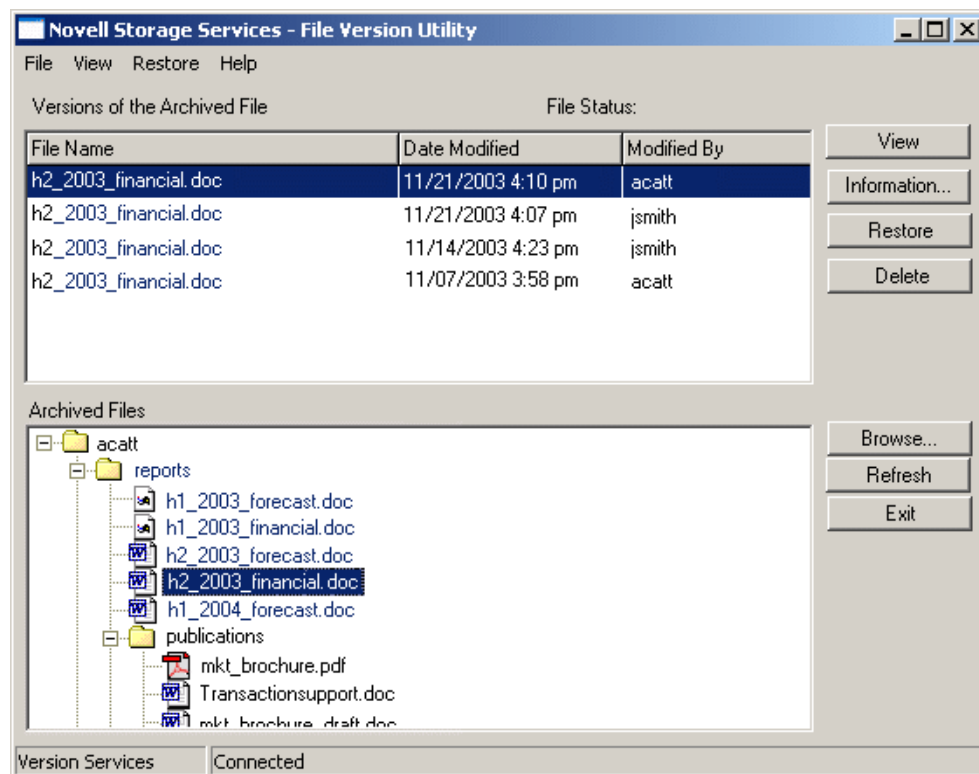 Novell Storage Services - File Version Utility
File View Restore Help
Versions of the Archived File File Status:
File Name Date Modified Modified By
h2_2003_financial.doc 11/21/2003 4:10 pm acatt
h2_2003_financial.doc 11/21/2003 4:07 pm jsmith
h2_2003_financial.doc 11/14/2003 4:23 pm jsmith
h2_2003_financial.doc 11/07/2003 3:58 pm acatt
View
Information...
Restore
Delete
Archived Files
acatt
reports
h1_2003_forecast.doc
h1_2003_financial.doc
h2_2003_forecast.doc
h2_2003_financial.doc
h1_2004_forecast.doc
publications
mkt_brochure.pdf
Transactionsupport.doc
mkt_brochure_draft.doc
Browse...
Refresh
Exit
Version Services Connected